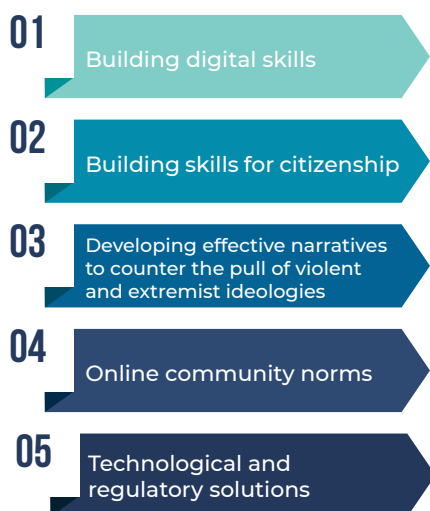 01
Building digital skills
02
Building skills for citizenship
03
Developing effective narratives
to counter the pull of violent
and extremist ideologies
04
Online community norms
05
Technological and
regulatory solutions